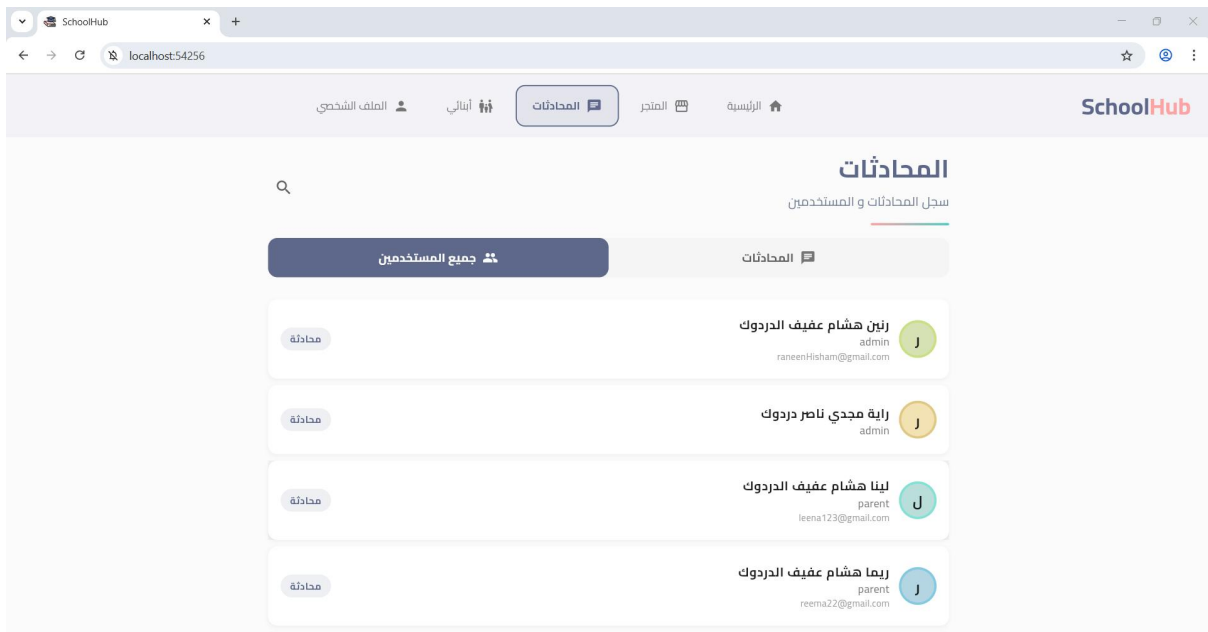 SchoolHub
localhost:54256
SchoolHub
الرئيسية
المتجر
المحادثات
أبنائي
الملف الشخصي
المحادثات
سجل المحادثات و المستخدمين
المحادثات
جميع المستخدمين
رنين هشام عفيف الدردوك
admin
raneenHisham@gmail.com
ر
محادثة
راية مجدي ناصر دردوك
admin
ر
محادثة
لينا هشام عفيف الدردوك
parent
leena123@gmail.com
ل
محادثة
ريما هشام عفيف الدردوك
parent
reema22@gmail.com
ر
محادثة